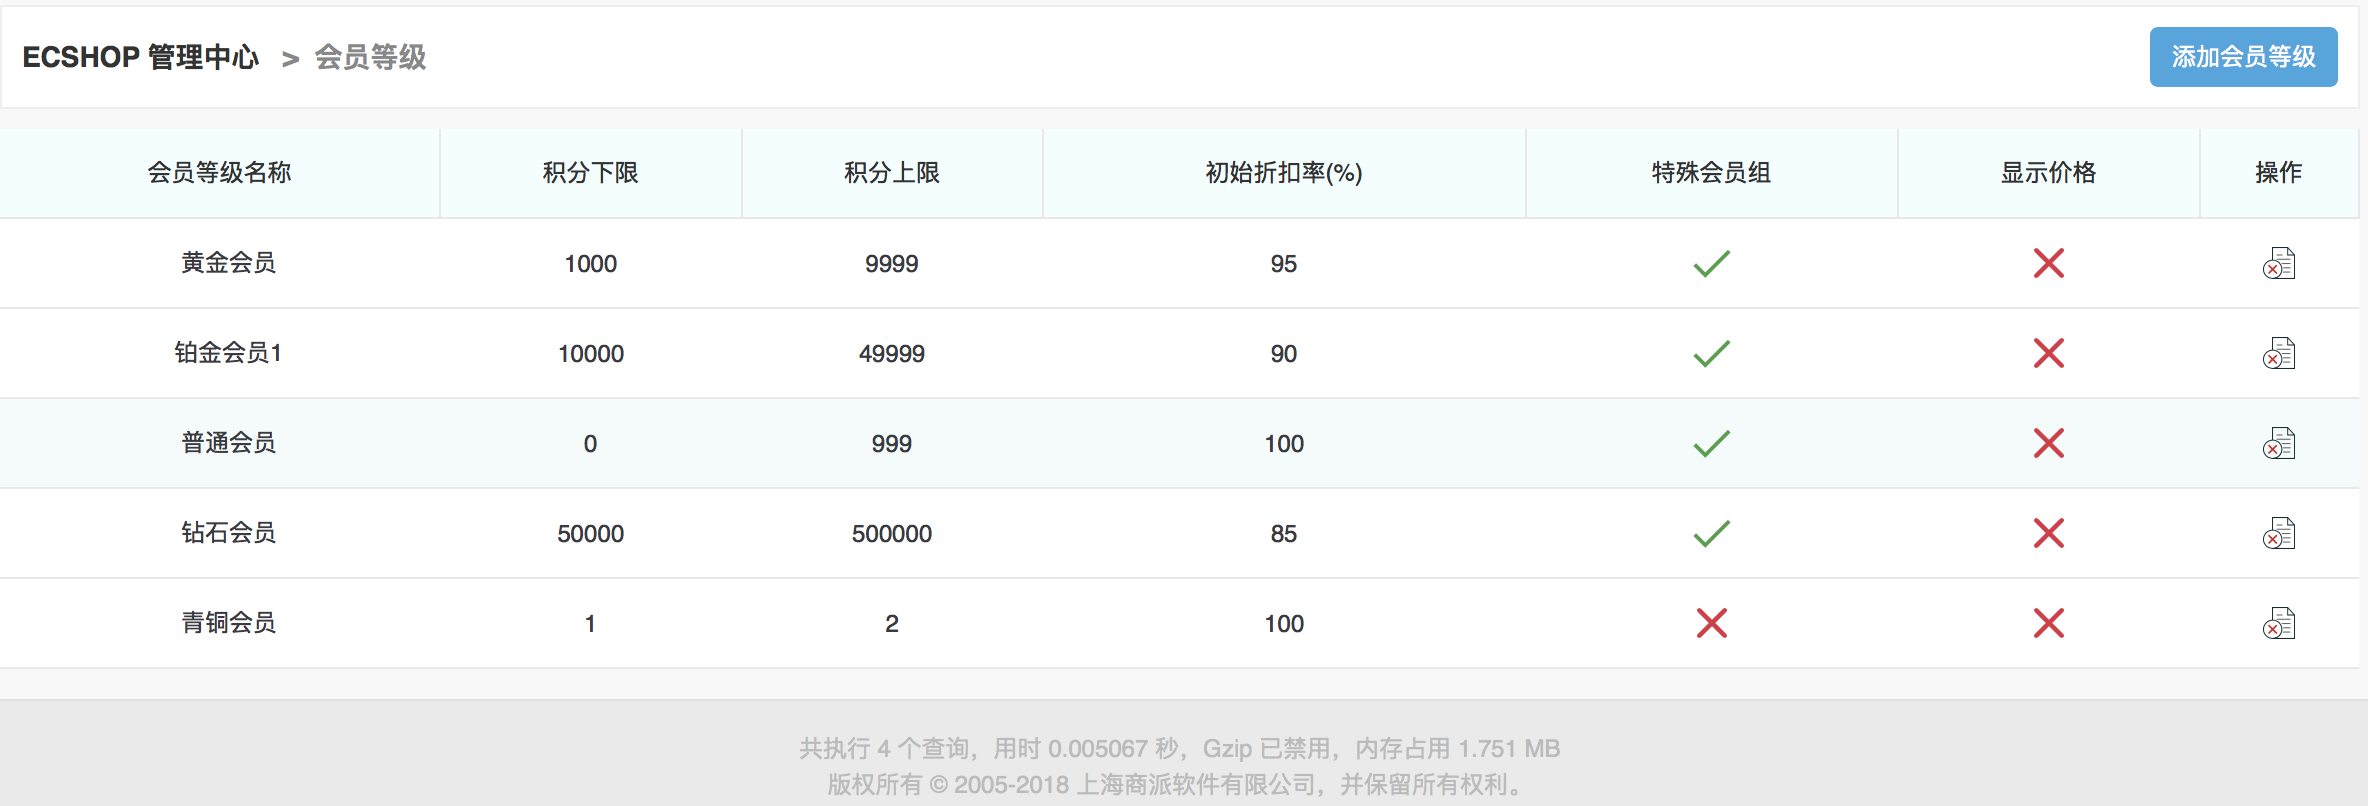 ECSHOP 管理中心 > 会员等级
添加会员等级
会员等级名称 积分下限 积分上限 初始折扣率(%) 特殊会员组 显示价格 操作
黄金会员 1000 9999 95
铂金会员1 10000 49999 90
普通会员 0 999 100
钻石会员 50000 500000 85
青铜会员 1 2 100
共执行 4 个查询，用时 0.005067 秒，Gzip 已禁用，内存占用 1.751 MB
版权所有 © 2005-2018 上海商派软件有限公司，并保留所有权利。